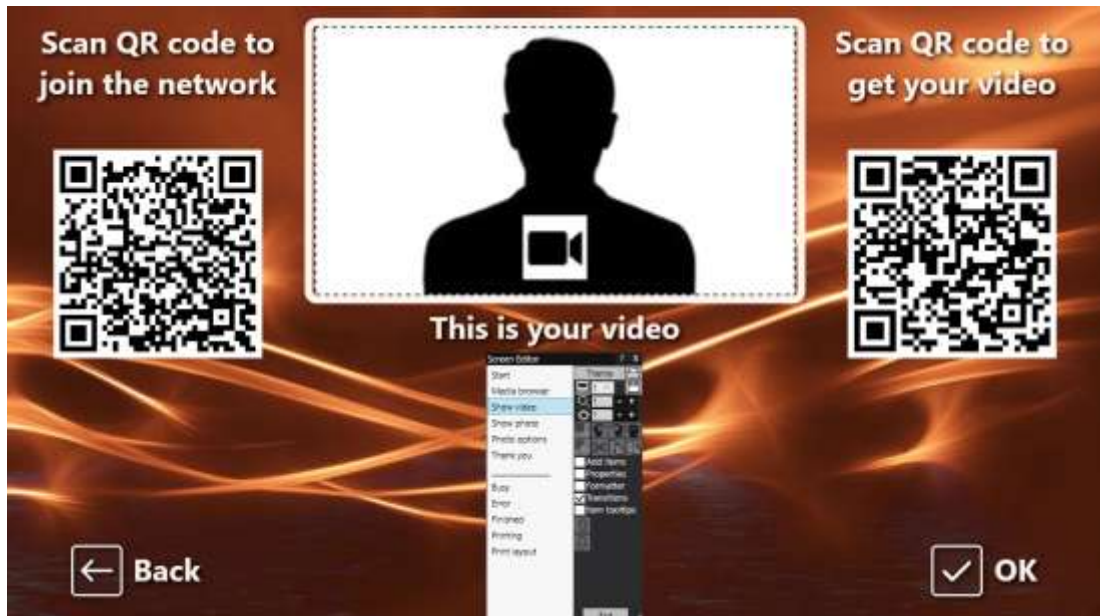 Scan QR code to
join the network
Scan QR code to
get your video
This is your video
Screen Editor ? X
Start
Media browser
Show video
Show photo
Photo options
Thank you
Busy
Error
Finished
Printing
Print layout
Theme
Add items
Properties
Formatter
Transitions
Item tooltips
Back
OK